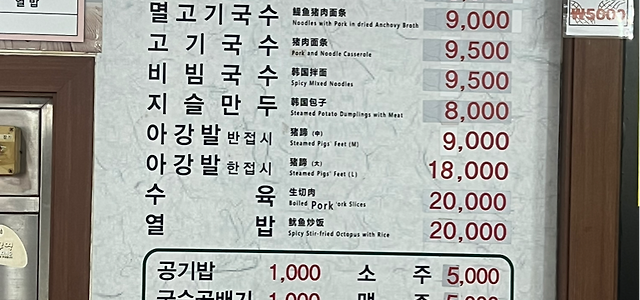 열 밥
₩5000
멸고기국수 鳀鱼猪肉面条 9,000
Noodles with Pork in dried Anchovy Broth
고기국수 猪肉面条 9,500
Pork and Noodle Casserole
비빔국수 韩国拌面 9,500
Spicy Mixed Noodles
지슬만두 韩国包子 8,000
Steamed Potato Dumplings with Meat
아강발 반접시 猪蹄 (中) 9,000
Steamed Pigs' Feet (M)
아강발 한접시 猪蹄 (大) 18,000
Steamed Pigs' Feet (L)
수육 生切肉 20,000
Boiled Pork ork Slices
열밥 鱿鱼炒饭 20,000
Spicy Stir-fried Octopus with Rice
공기밥 1,000 소주 5,000